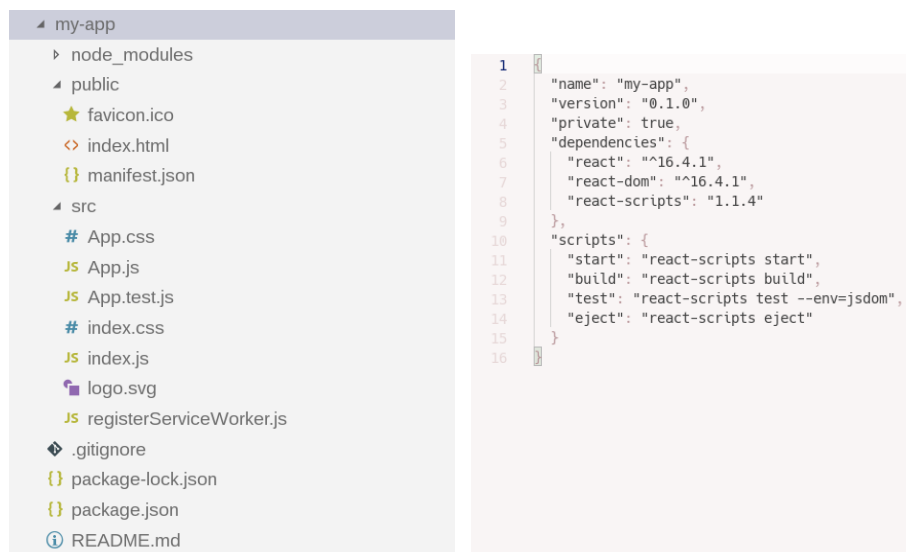 my-app
node_modules
public
favicon.ico
<> index.html
{} manifest.json
src
# App.css
JS App.js
JS App.test.js
# index.css
JS index.js
logo.svg
JS registerServiceWorker.js
.gitignore
{} package-lock.json
{} package.json
README.md
1 {
2 "name": "my-app",
3 "version": "0.1.0",
4 "private": true,
5 "dependencies": {
6 "react": "^16.4.1",
7 "react-dom": "^16.4.1",
8 "react-scripts": "1.1.4"
9 },
10 "scripts": {
11 "start": "react-scripts start",
12 "build": "react-scripts build",
13 "test": "react-scripts test --env=jsdom",
14 "eject": "react-scripts eject"
15 }
16 }